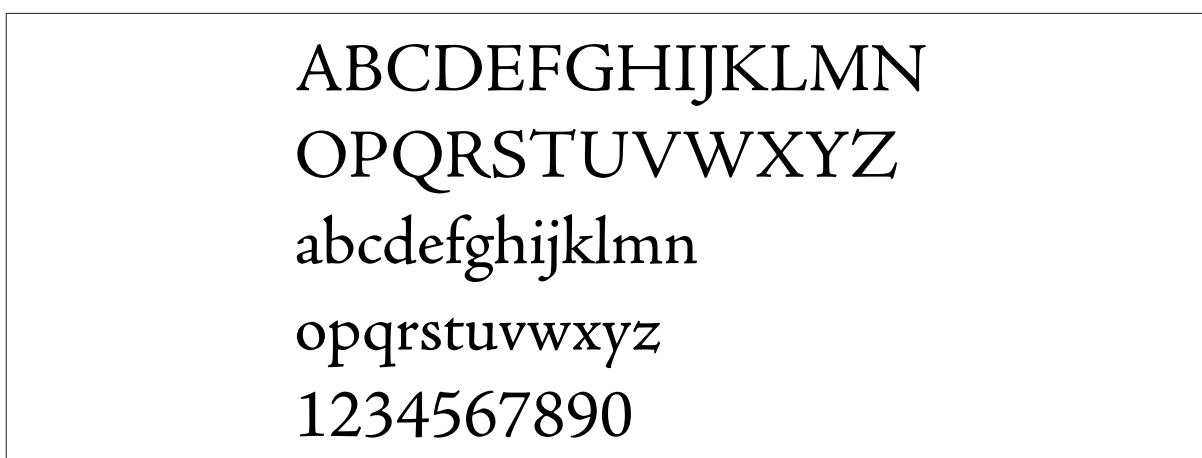 ABCDEFGHIJKLMN
OPQRSTUVWXYZ
abcdefghijklmn
opqrstuvwxyz
1234567890